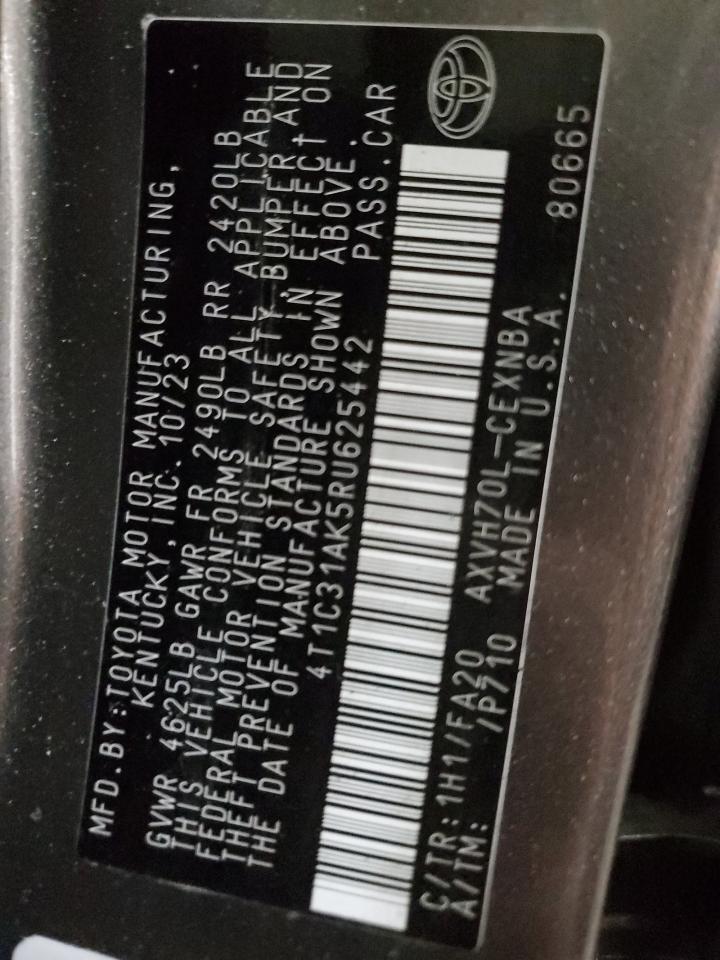 MFD.BY:TOYOTA MOTOR MANUFACTURING,
KENTUCKY,INC.10/23
GVWR 4625LB GAWR FR 2490LB RR 2420LB
THIS VEHICLE CONFORMS TO ALL APPLICABLE
FEDERAL MOTOR VEHICLE SAFETY BUMPER AND
THEFT PREVENTION STANDARDS IN EFFECT ON
THE DATE OF MANUFACTURE SHOWN ABOVE.
4T1C31AK5RU625442 PASS.CAR
C/TR:1H1/FA20 AXVH70L-CEXNBA 80665
A/TM: /P710 MADE IN U.S.A.